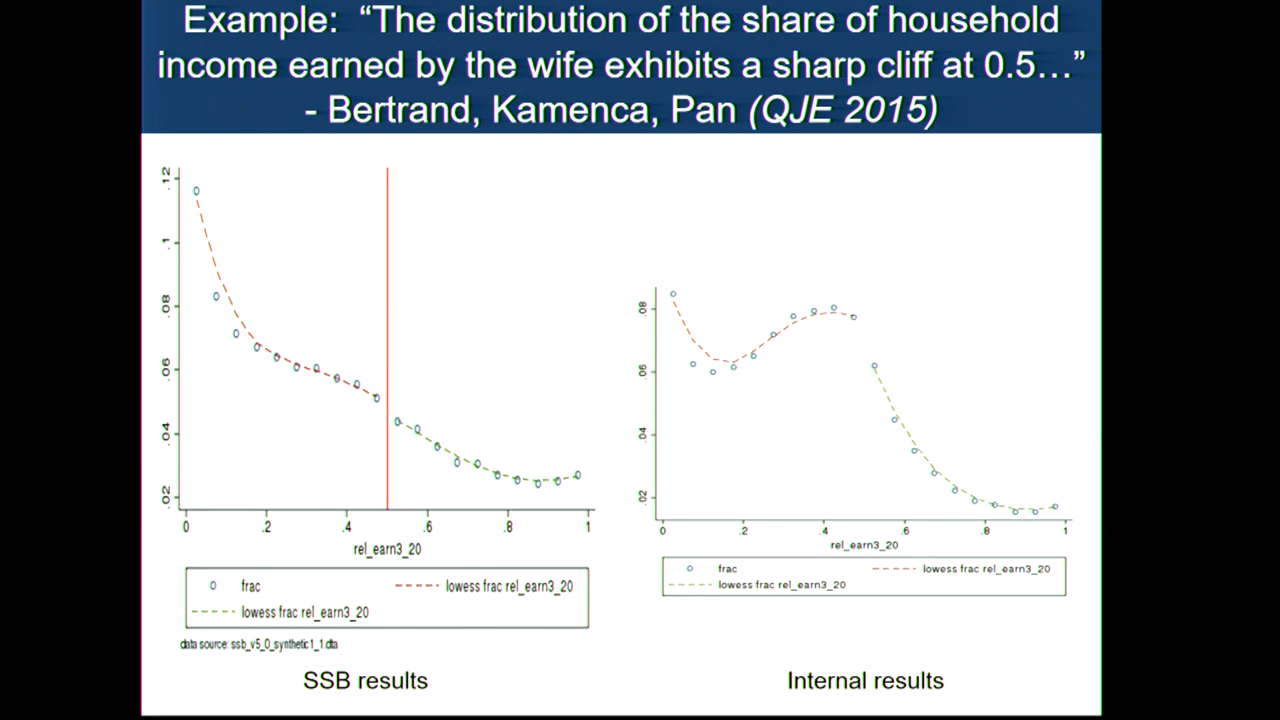 Example:  “The distribution of the share of household
income earned by the wife exhibits a sharp cliff at 0.5…”
- Bertrand, Kamenca, Pan (QJE 2015)
.12
.1
.08
.06
.04
.02
0 .2 .4 .6 .8 1
rel_earn3_20
frac lowess frac rel_earn3_20
lowess frac rel_earn3_20
data source: ssb_v5_0_synthetic1_1.dta
SSB results
.08
.06
.04
.02
0 .2 .4 .6 .8 1
rel_earn3_20
frac lowess frac rel_earn3_20
lowess frac rel_earn3_20
Internal results